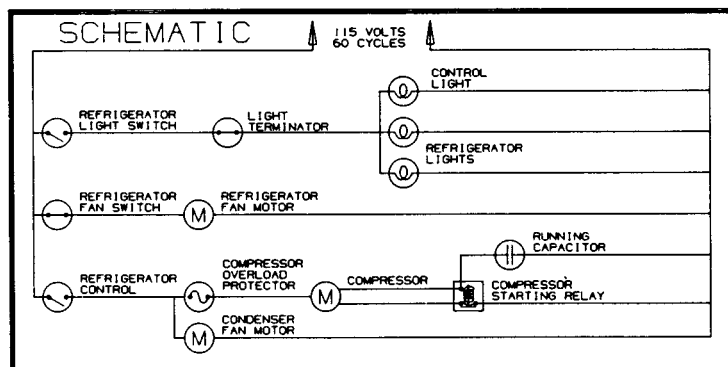 SCHEMATIC
115 VOLTS
60 CYCLES
CONTROL
LIGHT
REFRIGERATOR
LIGHT SWITCH
LIGHT
TERMINATOR
REFRIGERATOR
LIGHTS
REFRIGERATOR
FAN SWITCH
M
REFRIGERATOR
FAN MOTOR
RUNNING
CAPACITOR
REFRIGERATOR
CONTROL
COMPRESSOR
OVERLOAD
PROTECTOR
M
COMPRESSOR
COMPRESSOR
STARTING RELAY
M
CONDENSER
FAN MOTOR